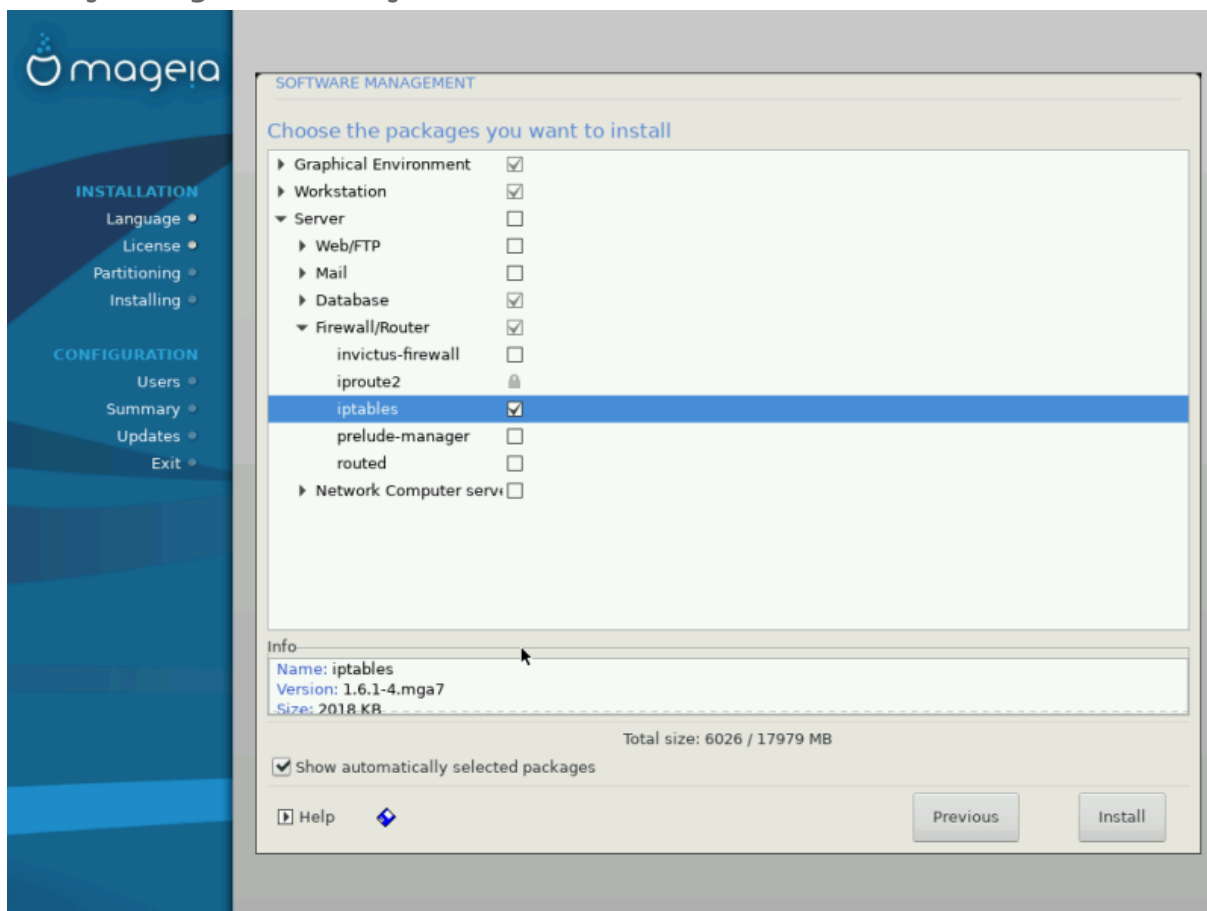 mageia
INSTALLATION
Language
License
Partitioning
Installing
CONFIGURATION
Users
Summary
Updates
Exit
SOFTWARE MANAGEMENT
Choose the packages you want to install
Graphical Environment
Workstation
Server
Web/FTP
Mail
Database
Firewall/Router
invictus-firewall
iproute2
iptables
prelude-manager
routed
Network Computer serv
Info
Name: iptables
Version: 1.6.1-4.mga7
Size: 2018 KB
Total size: 6026 / 17979 MB
Show automatically selected packages
Help
Previous
Install